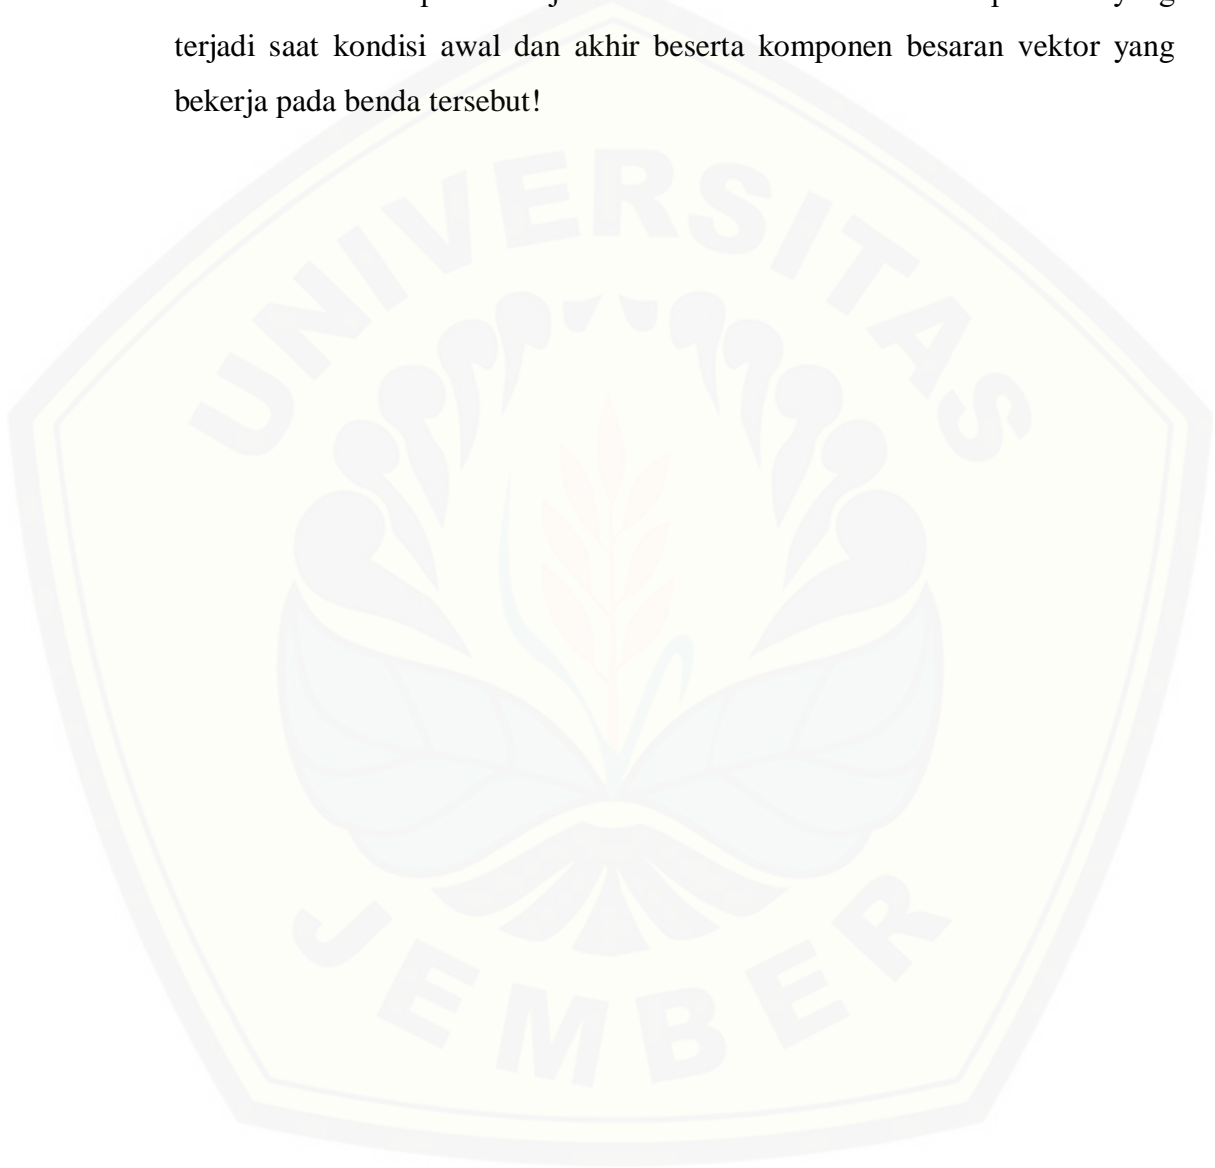 terjadi saat kondisi awal dan akhir beserta komponen besaran vektor yang
bekerja pada benda tersebut!
UNIVERSITAS
JEMBER